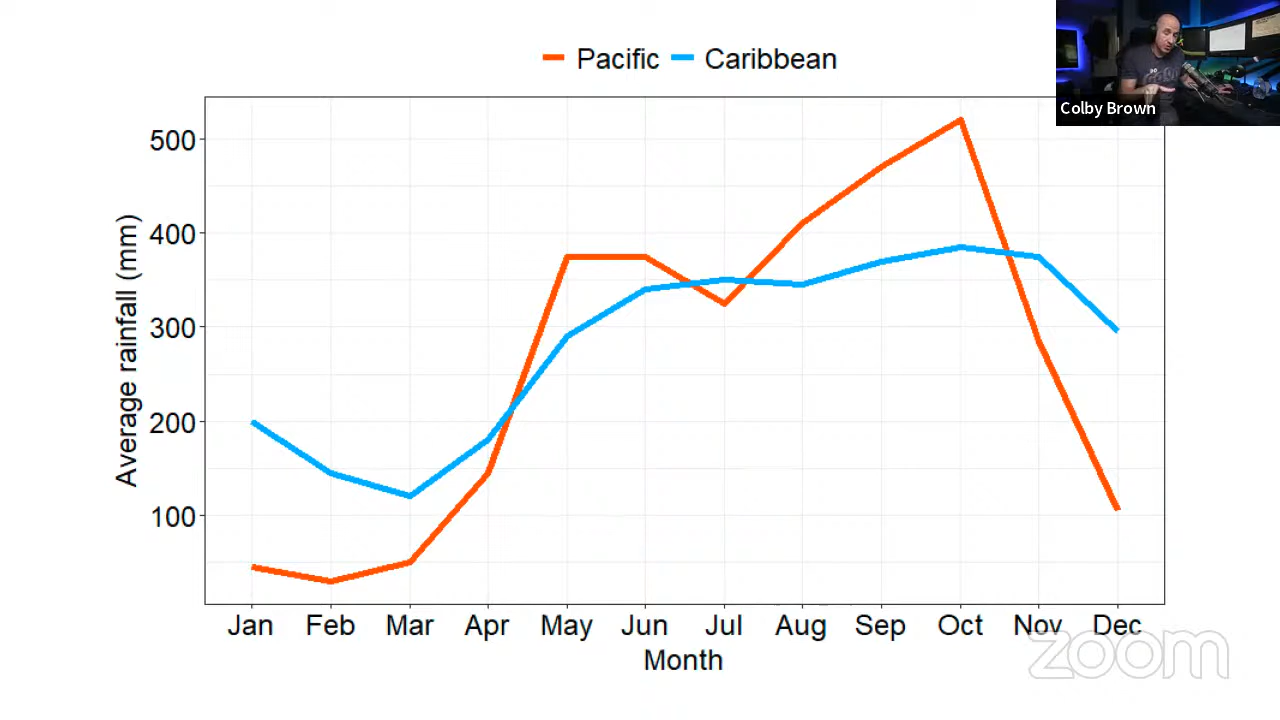 Pacific Caribbean
Colby Brown
500
400
300
200
100
Average rainfall (mm)
Jan Feb Mar Apr May Jun Jul Aug Sep Oct Nov Dec
Month
zoom